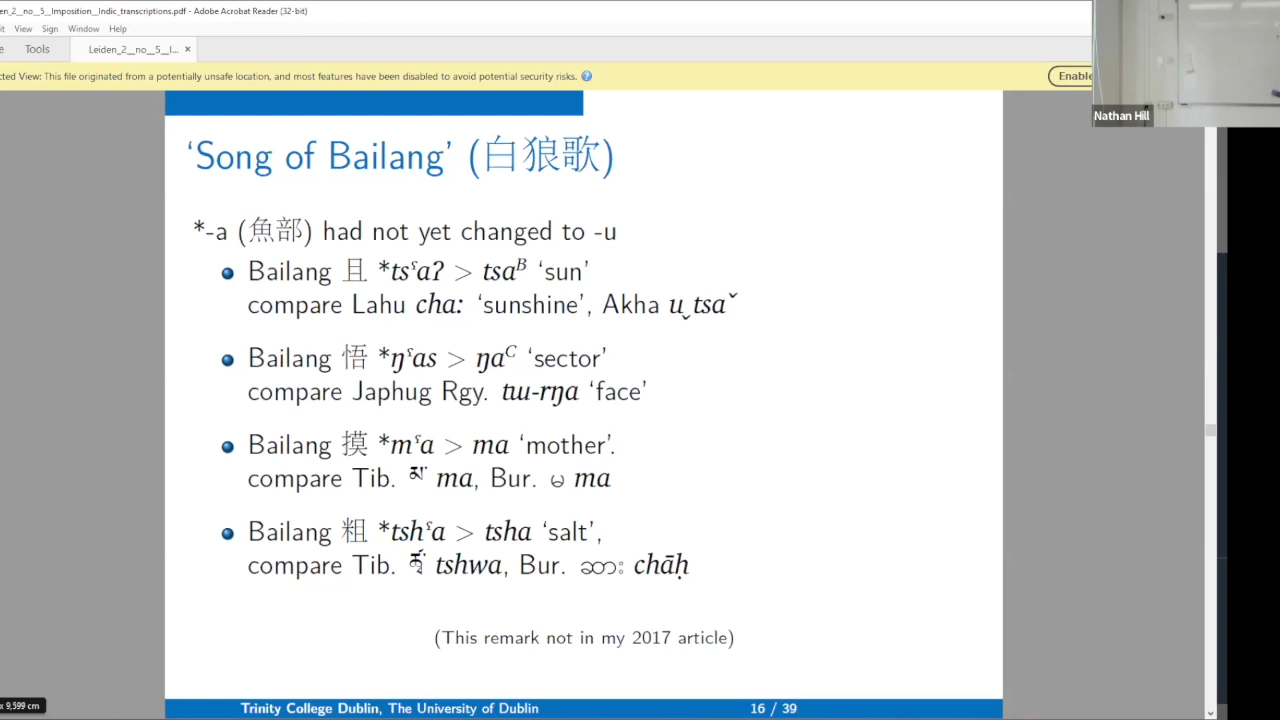 en_2__no__5__Imposition__Indic_transcriptions.pdf - Adobe Acrobat Reader (32-bit)
it View Sign Window Help
e Tools Leiden_2__no__5__I... ×
cted View: This file originated from a potentially unsafe location, and most features have been disabled to avoid potential security risks. ? Enable
Nathan Hill
‘Song of Bailang’ (白狼歌)
*-a (魚部) had not yet changed to -u
Bailang 且 *tsˤaʔ > tsaᴮ ‘sun’
compare Lahu cha: ‘sunshine’, Akha u̬ tsaˇ
Bailang 悟 *ŋˤas > ŋaC ‘sector’
compare Japhug Rgy. tɯ-rŋa ‘face’
Bailang 摸 *mˤa > ma ‘mother’.
compare Tib. མ་ ma, Bur. မ ma
Bailang 粗 *tshˤa > tsha ‘salt’,
compare Tib. tshwa, Bur. ဆား chāḥ
(This remark not in my 2017 article)
Trinity College Dublin, The University of Dublin 16 / 39
x 9,599 cm